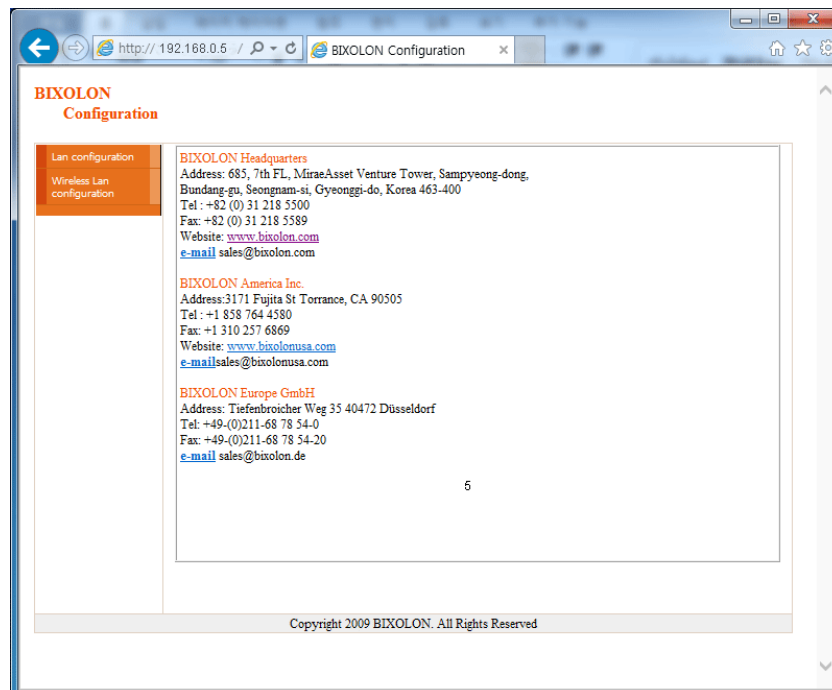 http:// 192.168.0.5 /
BIXOLON Configuration
BIXOLON
Configuration
Lan configuration
Wireless Lan
configuration
BIXOLON Headquarters
Address: 685, 7th FL, MiraeAsset Venture Tower, Sampyeong-dong,
Bundang-gu, Seongnam-si, Gyeonggi-do, Korea 463-400
Tel : +82 (0) 31 218 5500
Fax: +82 (0) 31 218 5589
Website: www.bixolon.com
e-mail sales@bixolon.com
BIXOLON America Inc.
Address:3171 Fujita St Torrance, CA 90505
Tel : +1 858 764 4580
Fax: +1 310 257 6869
Website: www.bixolonusa.com
e-mailsales@bixolonusa.com
BIXOLON Europe GmbH
Address: Tiefenbroicher Weg 35 40472 Düsseldorf
Tel: +49-(0)211-68 78 54-0
Fax: +49-(0)211-68 78 54-20
e-mail sales@bixolon.de
5
Copyright 2009 BIXOLON. All Rights Reserved